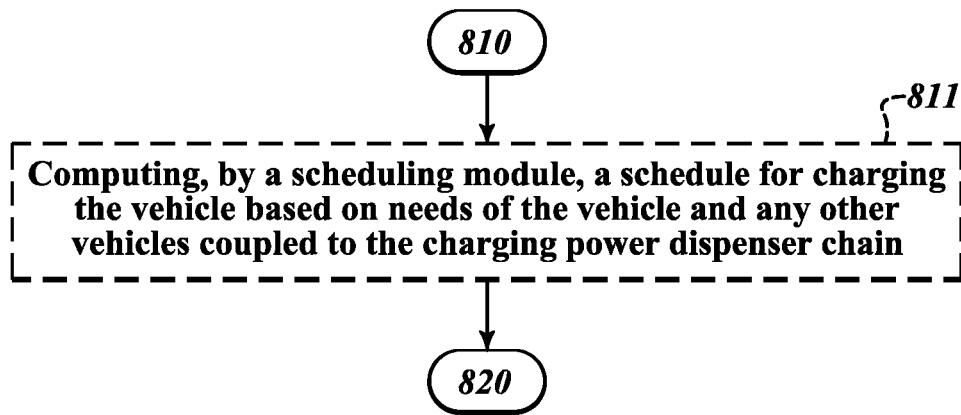 810
811
Computing, by a scheduling module, a schedule for charging
the vehicle based on needs of the vehicle and any other
vehicles coupled to the charging power dispenser chain
820